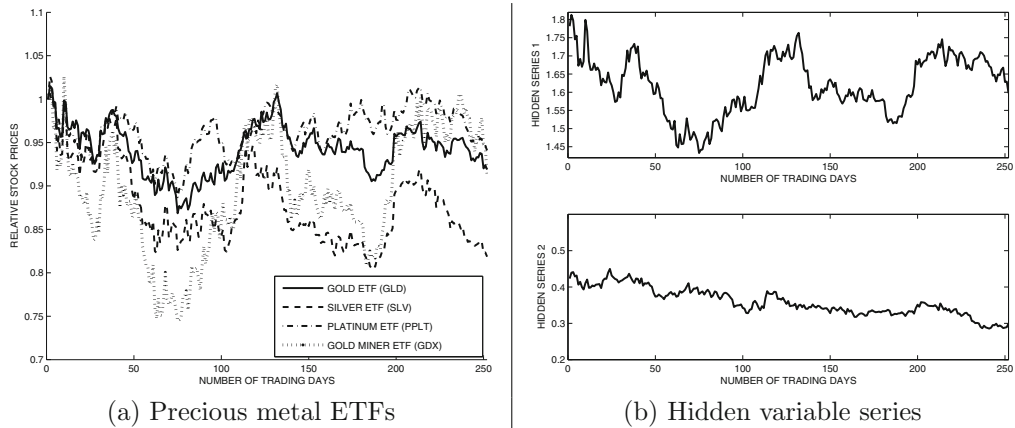 1.1
1.05
1
0.95
0.9
0.85
0.8
0.75
0.7
RELATIVE STOCK PRICES
0 50 100 150 200 250
NUMBER OF TRADING DAYS
GOLD ETF (GLD)
SILVER ETF (SLV)
PLATINUM ETF (PPLT)
GOLD MINER ETF (GDX)
(a) Precious metal ETFs
1.8
1.75
1.7
1.65
1.6
1.55
1.5
1.45
HIDDEN SERIES 1
0 50 100 150 200 250
NUMBER OF TRADING DAYS
0.5
0.4
0.3
0.2
HIDDEN SERIES 2
0 50 100 150 200 250
NUMBER OF TRADING DAYS
(b) Hidden variable series